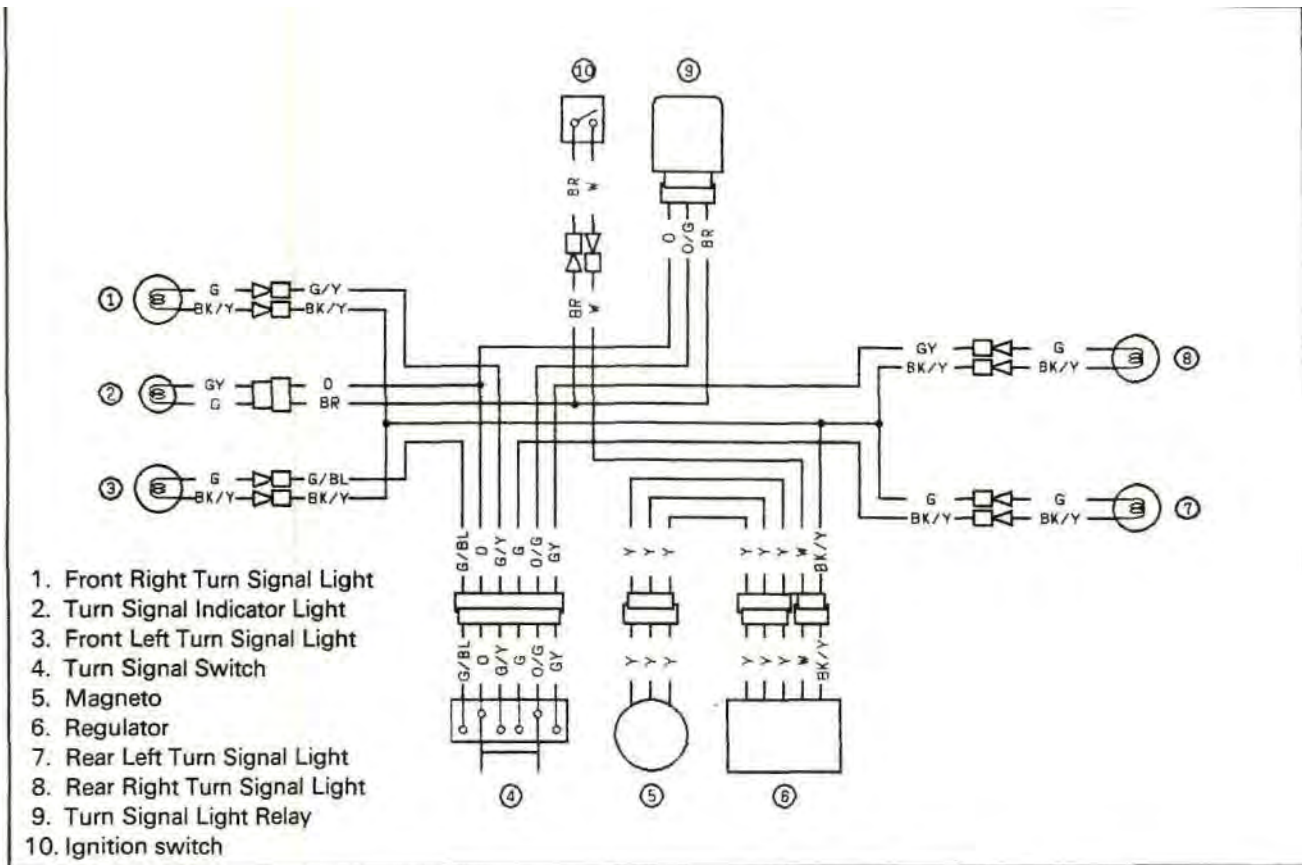 ⑩ ⑨
BR W
O O/G BR
BR W
① G G/Y
BK/Y BK/Y
② GY O
G BR
③ G G/BL
BK/Y BK/Y
GY G ⑧
BK/Y BK/Y
G G ⑦
BK/Y BK/Y
G/BL O G/Y G O/G GY Y Y Y Y Y Y W BK/Y
G/BL O G/Y G O/G GY Y Y Y Y Y Y W BK/Y
④ ⑤ ⑥
1. Front Right Turn Signal Light
2. Turn Signal Indicator Light
3. Front Left Turn Signal Light
4. Turn Signal Switch
5. Magneto
6. Regulator
7. Rear Left Turn Signal Light
8. Rear Right Turn Signal Light
9. Turn Signal Light Relay
10. Ignition switch